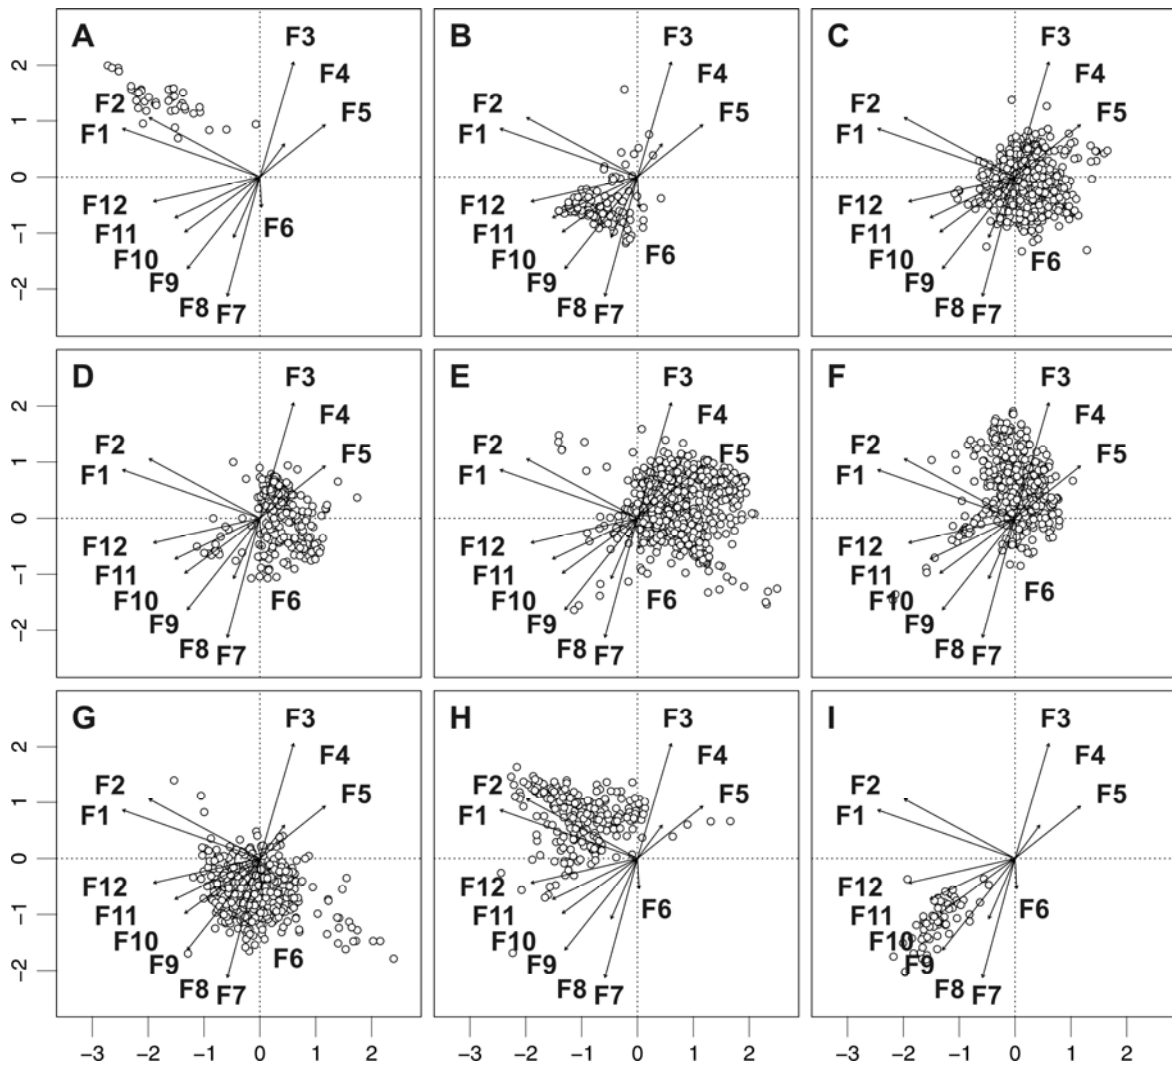 A B C
F3 F3 F3
2
F4 F4 F4
F2 F5 F2 F5 F2 F5
1
F1 F1 F1
0
F12 F12 F12
F6
F11 F11 F11
−1
F10 F6 F10 F6 F10 F6
F9 F9 F9
−2
F8 F7 F8 F7 F8 F7
D E F
F3 F3 F3
2
F4 F4 F4
F2 F5 F2 F5 F2 F5
1
F1 F1 F1
0
F12 F12 F12
F11 F11 F11
−1
F10 F6 F10 F6 F10 F6
F9 F9 F9
−2
F8 F7 F8 F7 F8 F7
G H I
F3 F3 F3
2
F4 F4 F4
F2 F5 F2 F5 F2 F5
1
F1 F1 F1
0
F12 F12 F12
F11 F6 F11 F6
−1
F11
F10 F6 F10 F10
F9 F9 F9
−2
F8 F7 F8 F7 F8 F7
−3 −2 −1 0 1 2 −3 −2 −1 0 1 2 −3 −2 −1 0 1 2